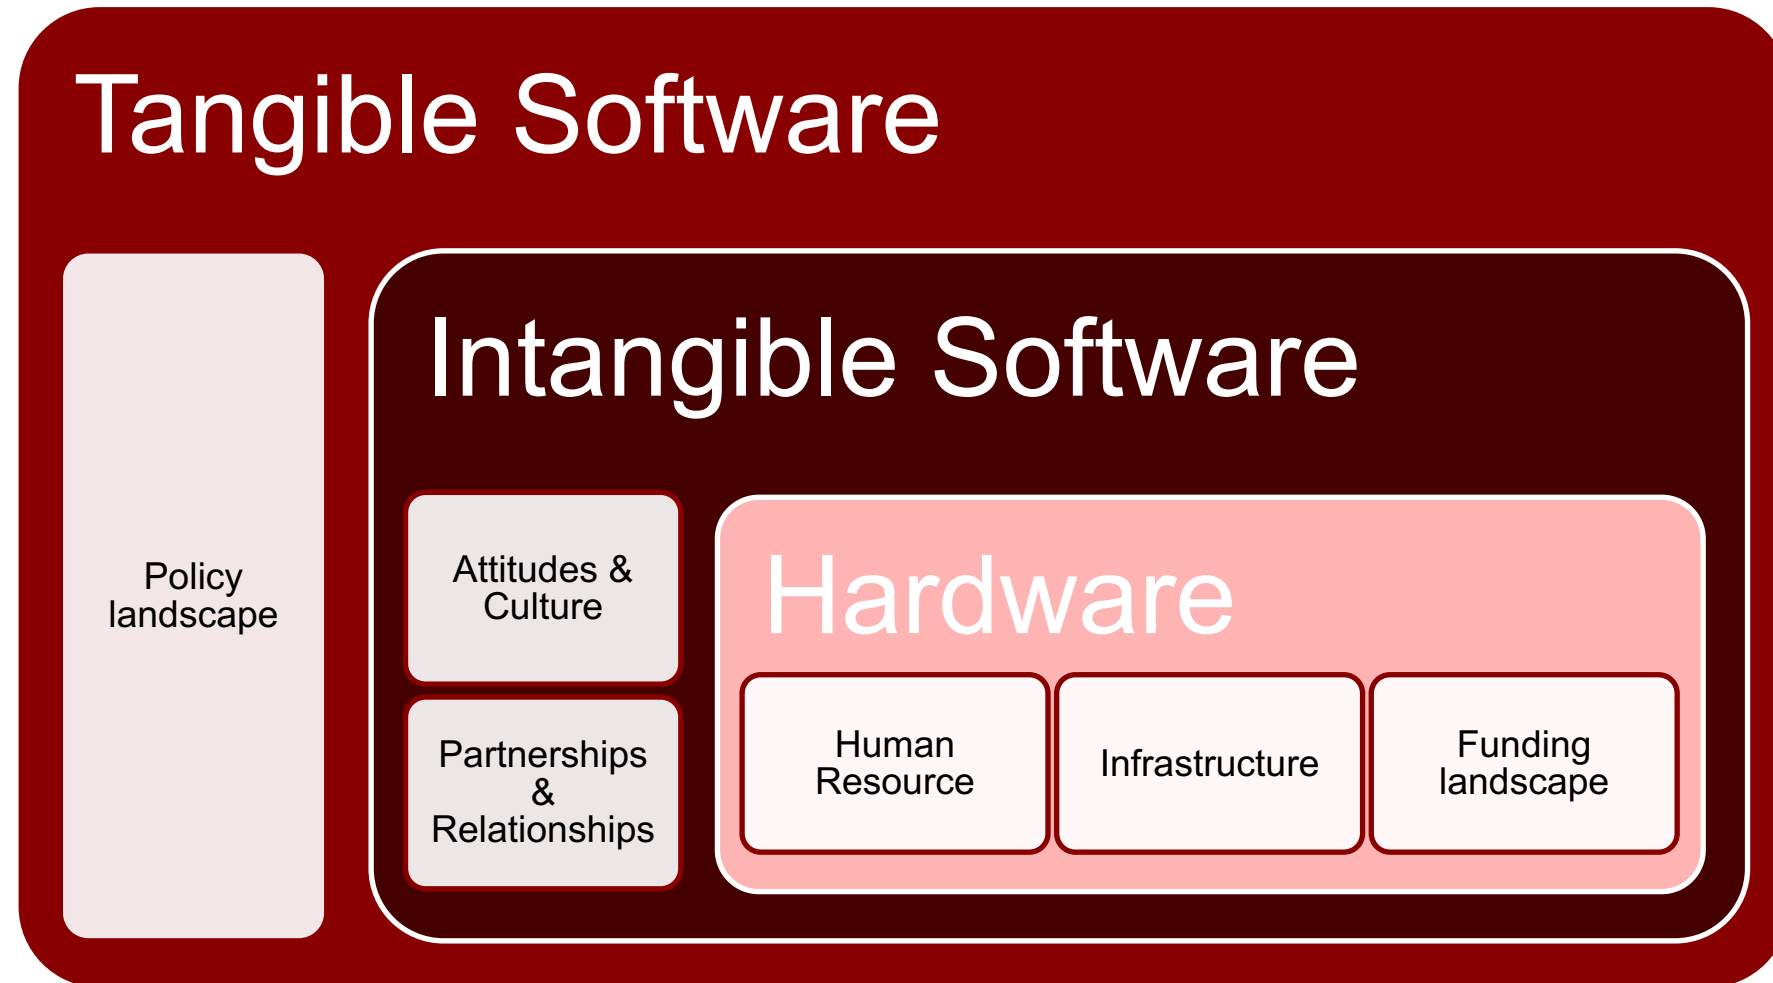 Tangible Software
Policy
landscape
Intangible Software
Attitudes &
Culture
Partnerships
&
Relationships
Hardware
Human
Resource
Infrastructure
Funding
landscape